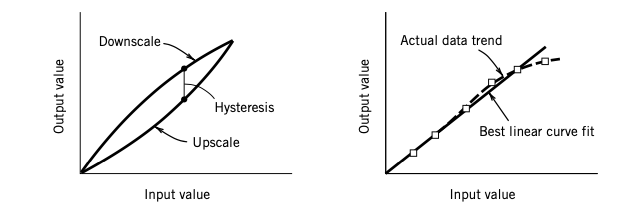 Downscale
Output value
Hysteresis
Upscale
Input value
Actual data trend
Output value
Best linear curve fit
Input value